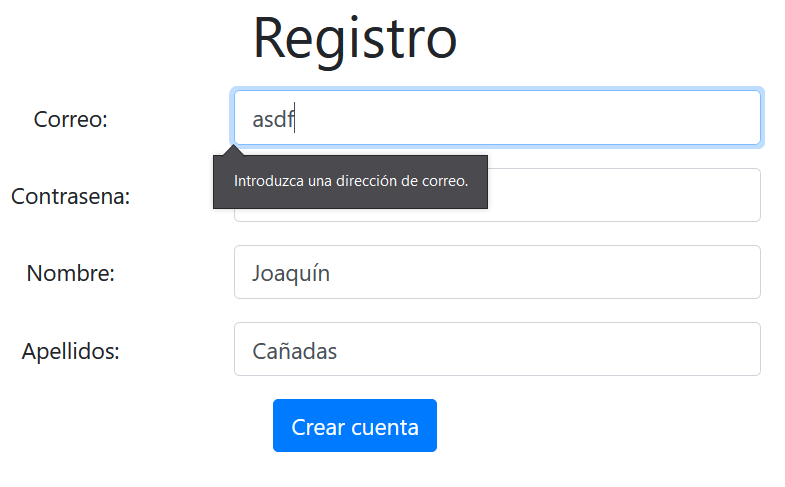 Registro
Correo:
asdf
Introduzca una dirección de correo.
Contrasena:
Nombre:
Joaquín
Apellidos:
Cañadas
Crear cuenta